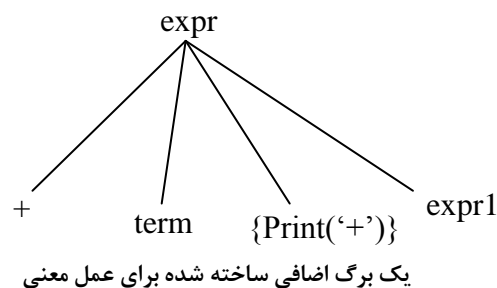 expr
+ term {Print(‘+’)} expr1
یک برگ اضافی ساخته شده برای عمل معنی